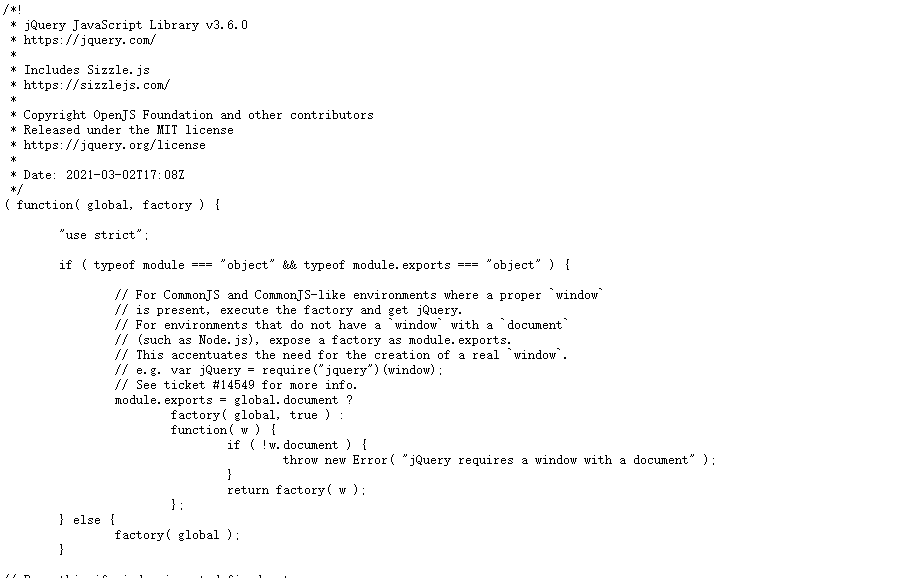 /*!
 * jQuery JavaScript Library v3.6.0
 * https://jquery.com/
 *
 * Includes Sizzle.js
 * https://sizzlejs.com/
 *
 * Copyright OpenJS Foundation and other contributors
 * Released under the MIT license
 * https://jquery.org/license
 *
 * Date: 2021-03-02T17:08Z
 */
( function( global, factory ) {

	"use strict";

	if ( typeof module === "object" && typeof module.exports === "object" ) {

		// For CommonJS and CommonJS-like environments where a proper `window`
		// is present, execute the factory and get jQuery.
		// For environments that do not have a `window` with a `document`
		// (such as Node.js), expose a factory as module.exports.
		// This accentuates the need for the creation of a real `window`.
		// e.g. var jQuery = require("jquery")(window);
		// See ticket #14549 for more info.
		module.exports = global.document ?
			factory( global, true ) :
			function( w ) {
				if ( !w.document ) {
					throw new Error( "jQuery requires a window with a document" );
				}
				return factory( w );
			};
	} else {
		factory( global );
	}